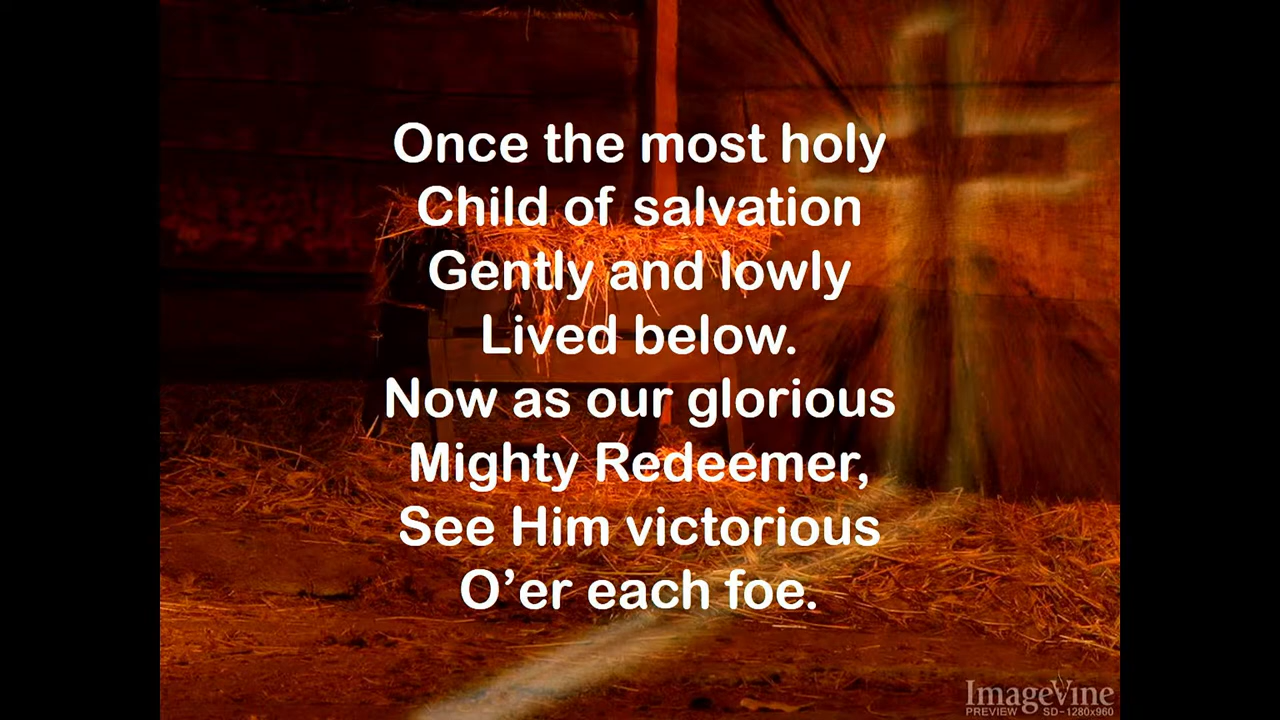 Once the most holy
Child of salvation
Gently and lowly
Lived below.
Now as our glorious
Mighty Redeemer,
See Him victorious
O’er each foe.
ImageVine
PREVIEW SD-1280x960